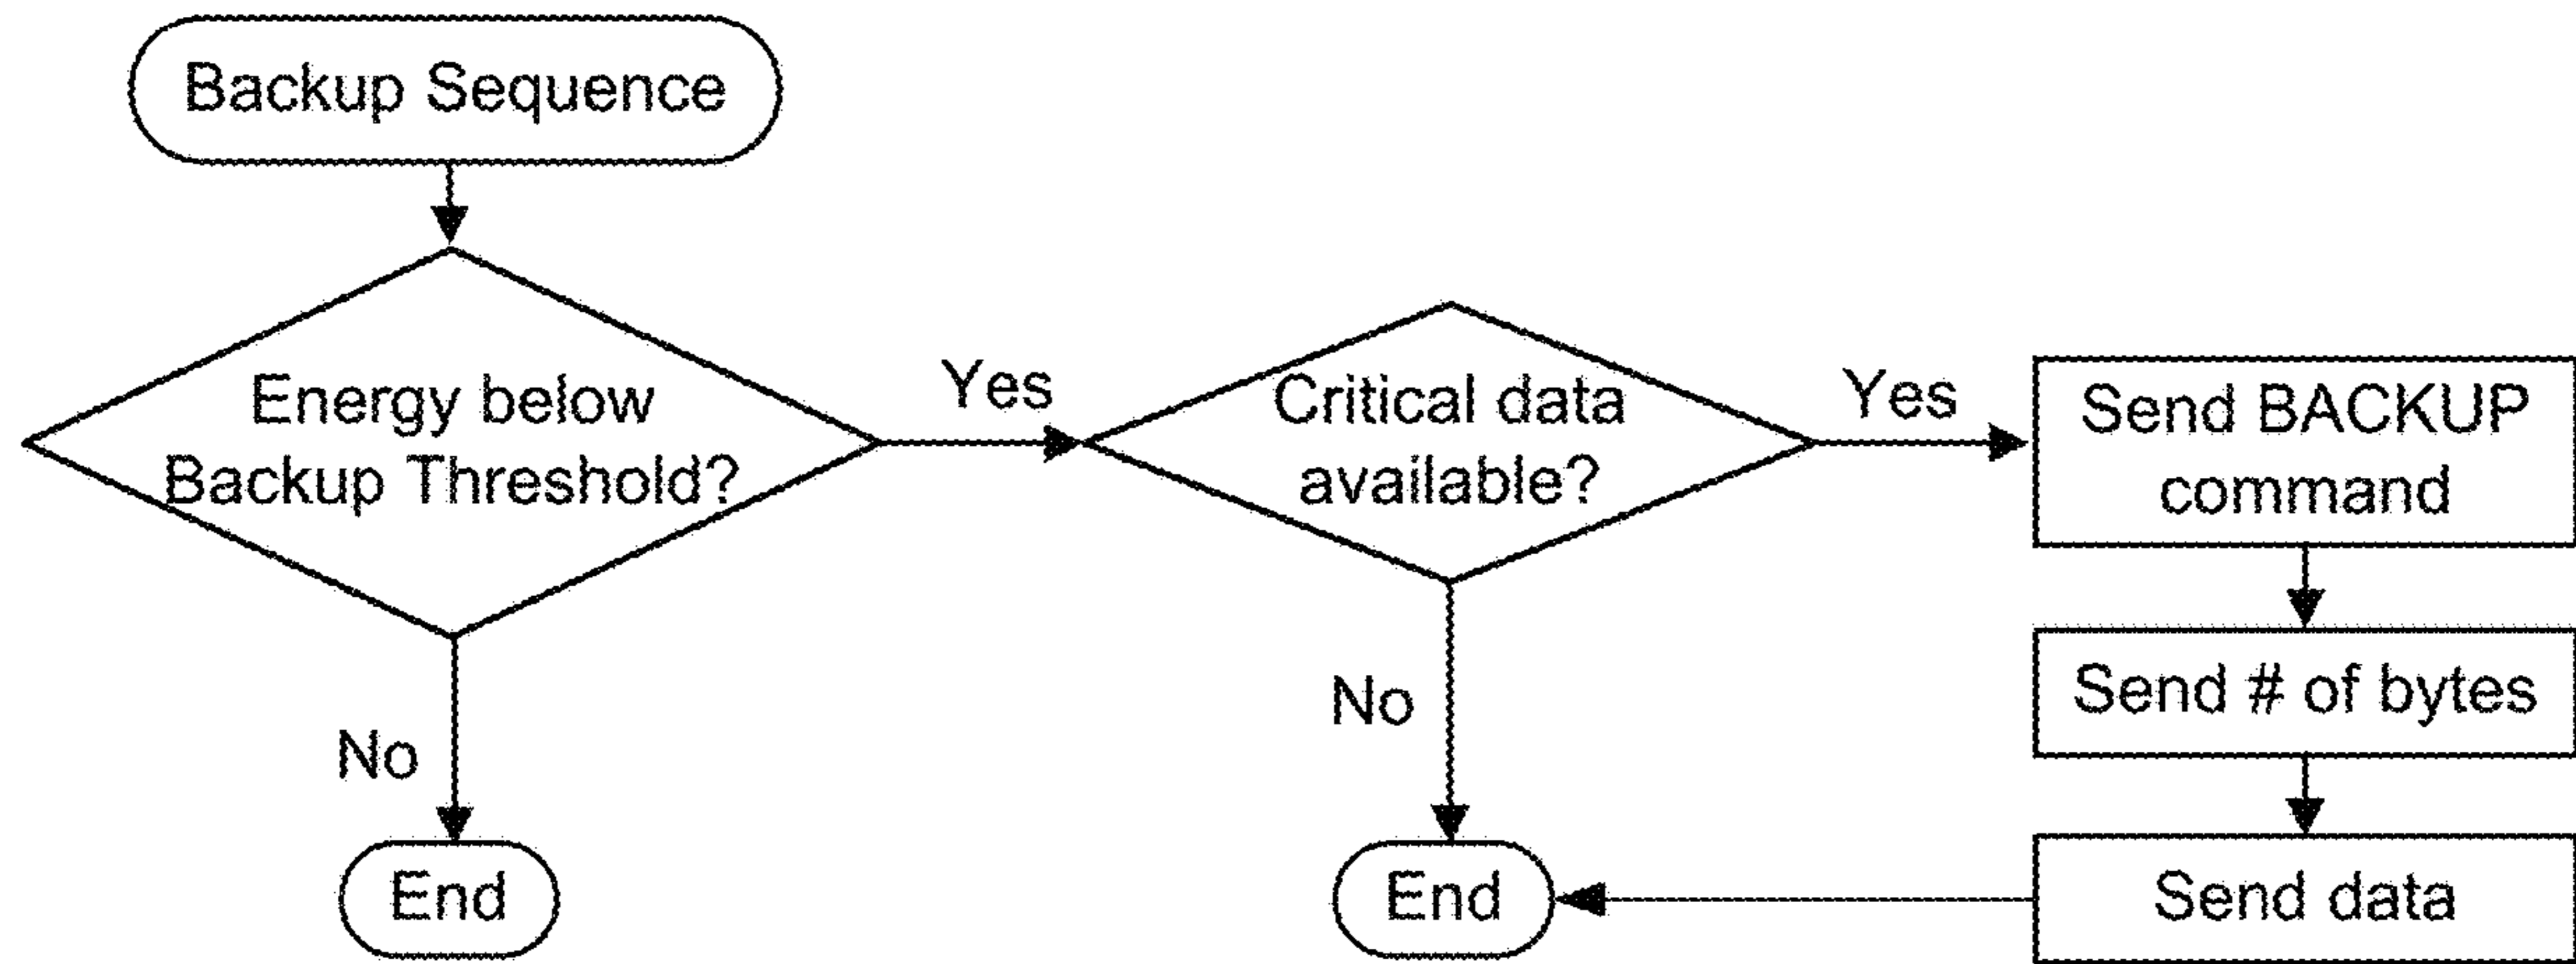 Backup Sequence
Energy below
Backup Threshold?
Yes
Critical data
available?
Yes
Send BACKUP
command
No
No
Send # of bytes
End
End
Send data